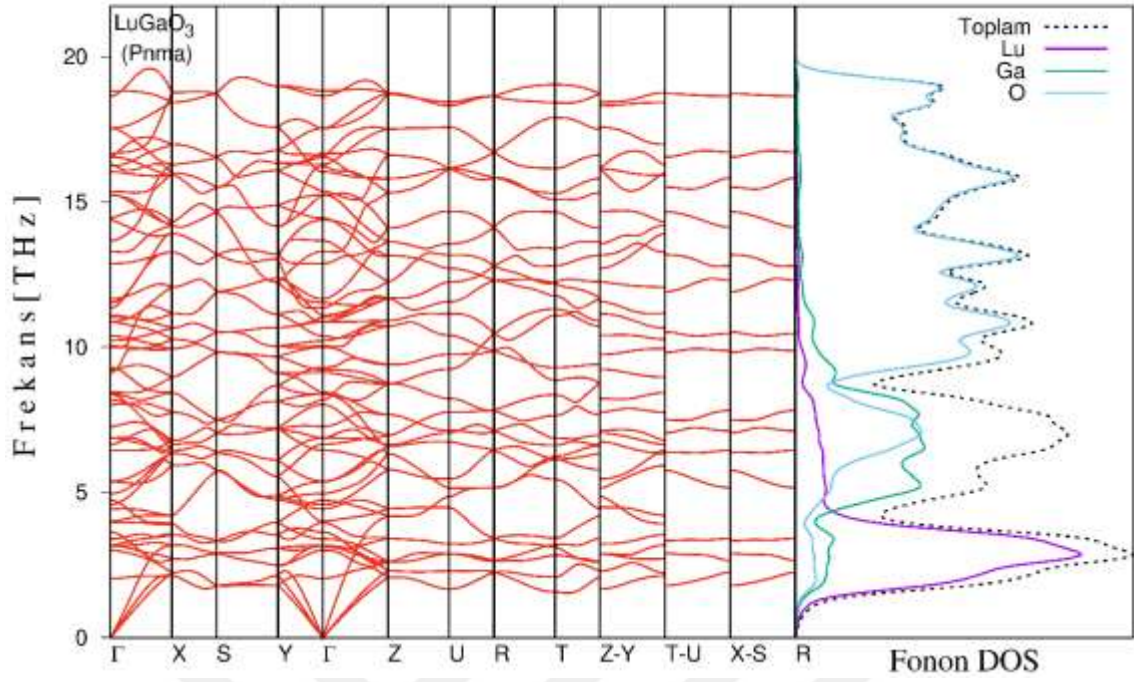 LuGaO₃
(Pnma)
Frekans[THz]
20
15
10
5
0
Γ X S Y Γ Z U R T Z-Y T-U X-S R
Toplam
Lu
Ga
O
Fonon DOS